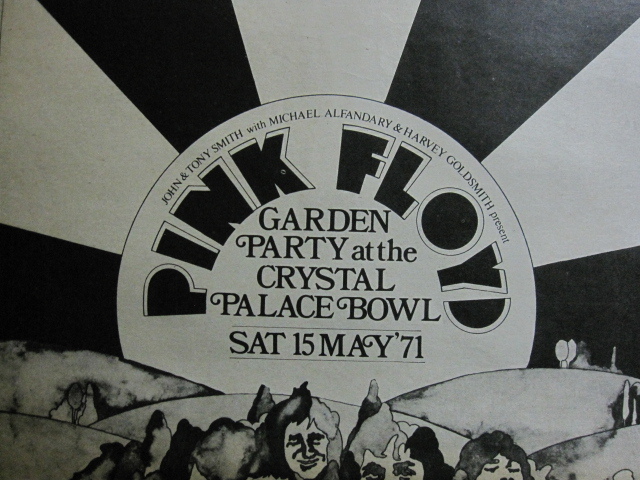 JOHN & TONY SMITH with MICHAEL ALFANDARY & HARVEY GOLDSMITH present
PINK FLOYD
GARDEN
PARTY at the
CRYSTAL
PALACE BOWL
SAT 15 MAY '71